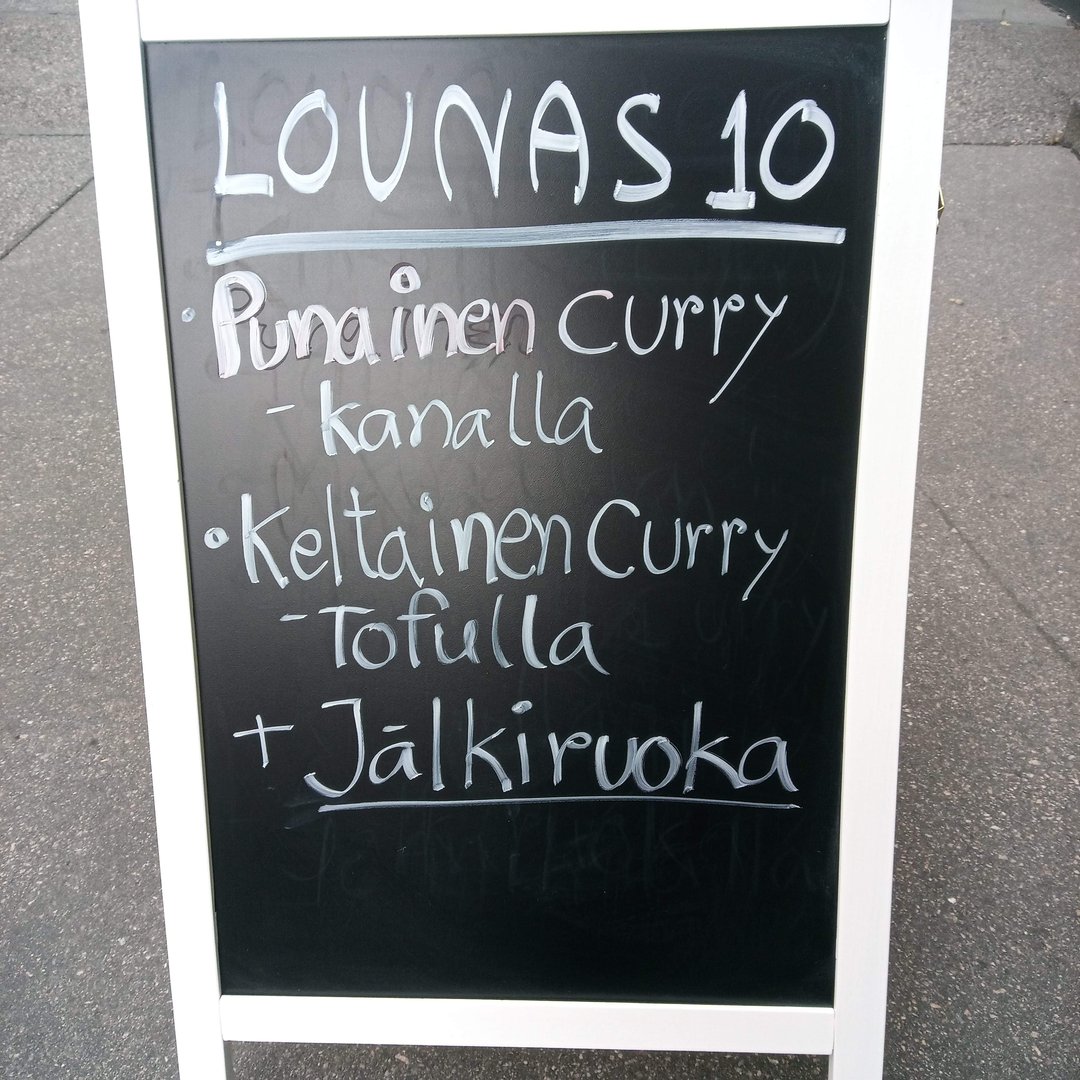 LOUNAS 10
• Punainen Curry
- kanalla
• Keltainen Curry
- Tofulla
+ Jälkiruoka